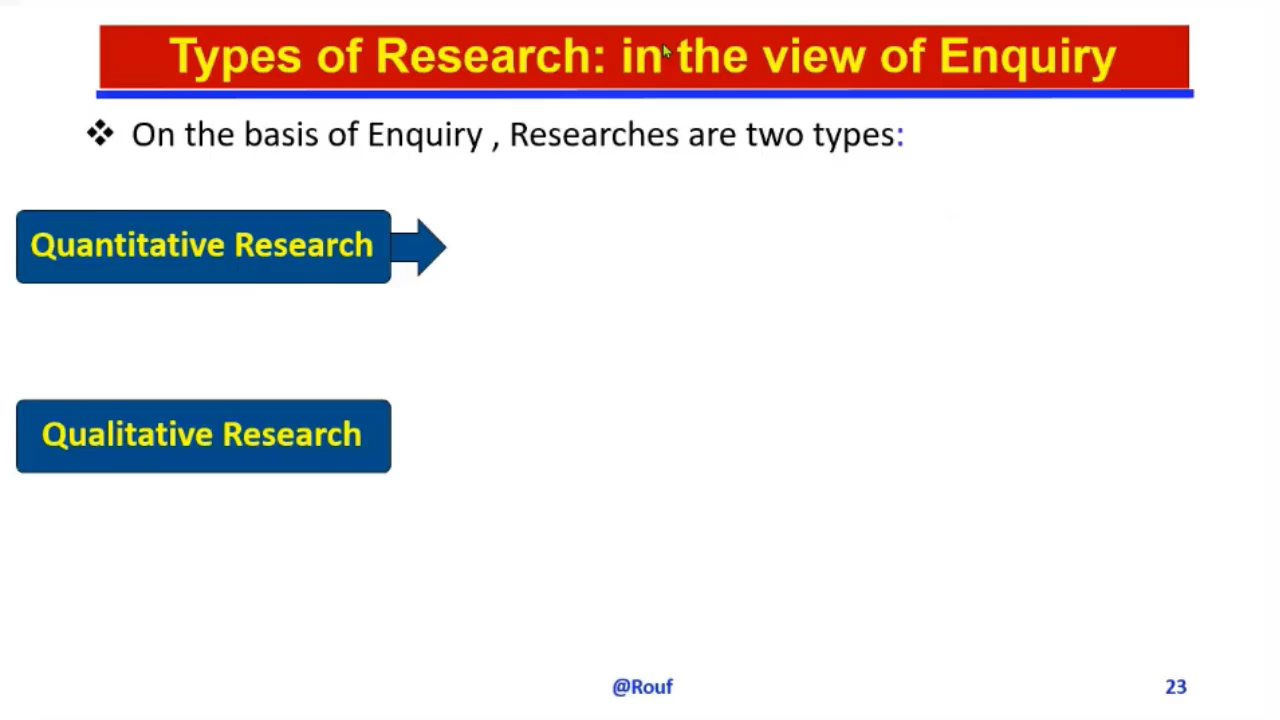 Types of Research: in the view of Enquiry
❖ On the basis of Enquiry , Researches are two types:
Quantitative Research
Qualitative Research
@Rouf
23